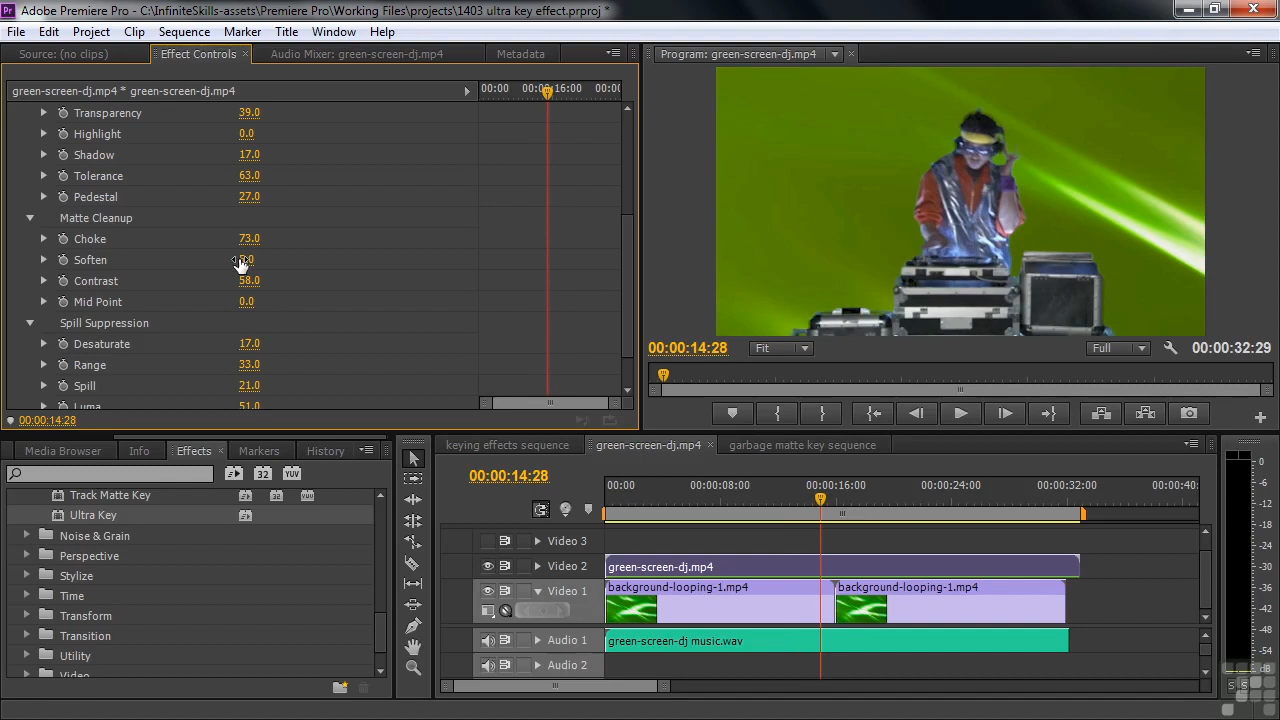 Pr Adobe Premiere Pro - C:\InfiniteSkills-assets\Premiere Pro\Working Files\projects\1403 ultra key effect.prproj *
File Edit Project Clip Sequence Marker Title Window Help
Source: (no clips) Effect Controls × Audio Mixer: green-screen-dj.mp4 Metadata
Program: green-screen-dj.mp4 ×
green-screen-dj.mp4 * green-screen-dj.mp4
00:00 00:00:16:00 00:0
Transparency 39.0
Highlight 0.0
Shadow 17.0
Tolerance 63.0
Pedestal 27.0
Matte Cleanup
Choke 73.0
Soften
Contrast 58.0
Mid Point 0.0
Spill Suppression
Desaturate 17.0
Range 33.0
Spill 21.0
Luma 51.0
00:00:14:28
00:00:14:28 Fit Full 00:00:32:29
Media Browser Info Effects × Markers History
32 YUV
Track Matte Key 32 YUV
Ultra Key
Noise & Grain
Perspective
Stylize
Time
Transform
Transition
Utility
Video
keying effects sequence green-screen-dj.mp4 × garbage matte key sequence
00:00:14:28
00:00 00:00:08:00 00:00:16:00 00:00:24:00 00:00:32:00 00:00:40:
Video 3
Video 2 green-screen-dj.mp4
Video 1 background-looping-1.mp4 background-looping-1.mp4
Audio 1 green-screen-dj music.wav
Audio 2
0
-6
-12
-18
-24
-30
-36
-42
-48
-54
dB
S S